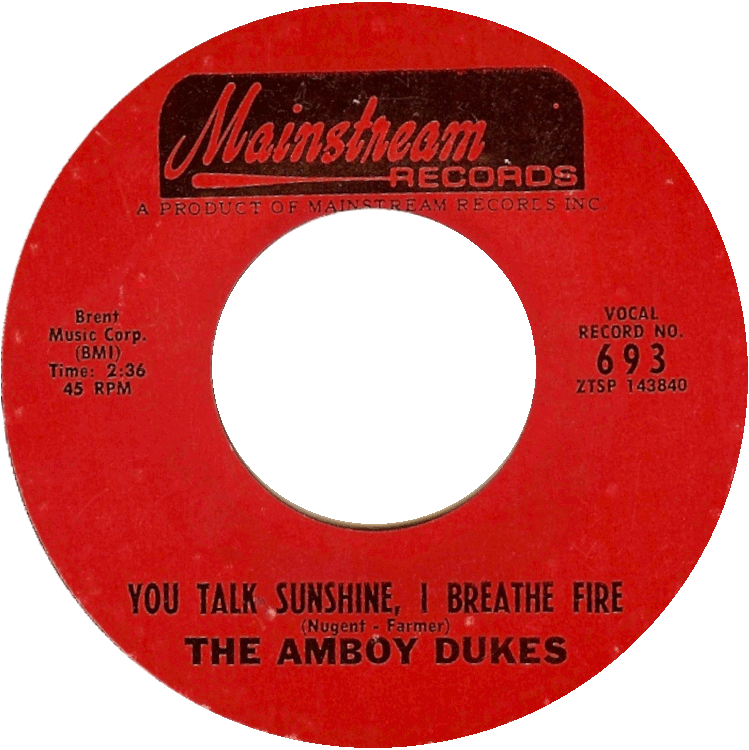 Mainstream
RECORDS
A PRODUCT OF MAINSTREAM RECORDS INC.
Brent
Music Corp.
(BMI)
Time: 2:36
45 RPM
VOCAL
RECORD NO.
693
ZTSP 143840
YOU TALK SUNSHINE, I BREATHE FIRE
(Nugent - Farmer)
THE AMBOY DUKES